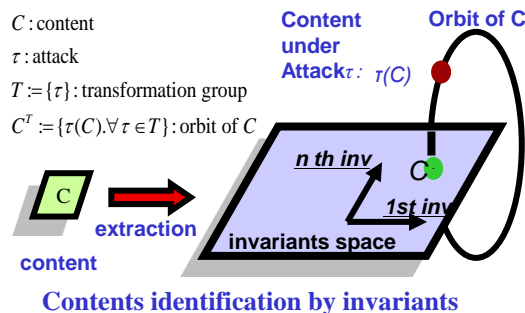 C : content
τ : attack
T := {τ} : transformation group
C^T := {τ(C).∀ τ ∈ T} : orbit of C
Content
under
Attack τ : τ(C)
Orbit of C
n th inv
C
1st inv
invariants space
C
extraction
content
Contents identification by invariants